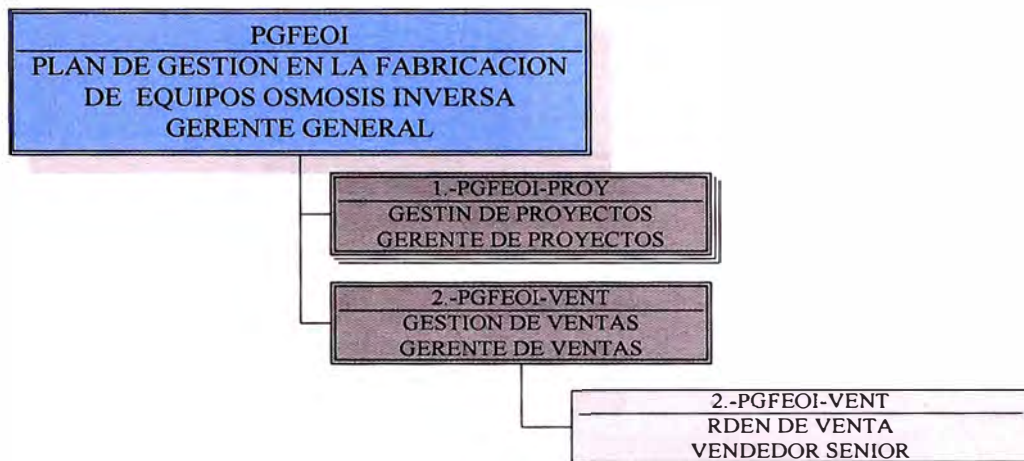 PGFEOI
PLAN DE GESTION EN LA FABRICACION
DE EQUIPOS OSMOSIS INVERSA
GERENTE GENERAL
1.-PGFEOI-PROY
GESTIN DE PROYECTOS
GERENTE DE PROYECTOS
2.-PGFEOI-VENT
GESTION DE VENTAS
GERENTE DE VENTAS
2.-PGFEOI-VENT
RDEN DE VENTA
VENDEDOR SENIOR